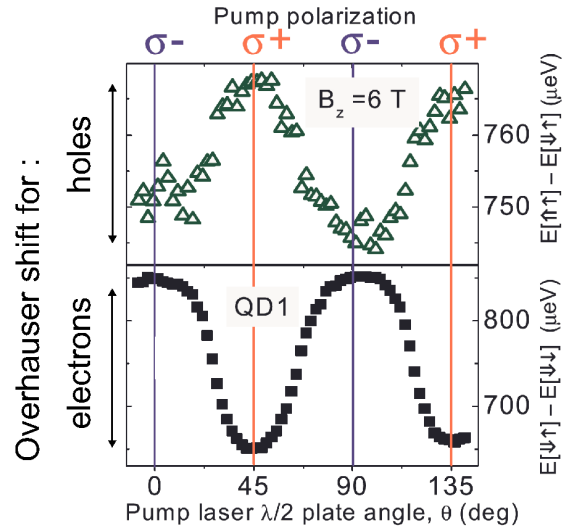 Pump polarization
σ- σ+ σ- σ+
Overhauser shift for :
holes
electrons
B_z =6 T
760
750
E[⇑↑] − E[⇓↑] (μeV)
QD1
800
700
E[⇓↑] − E[⇓↓] (μeV)
0 45 90 135
Pump laser λ/2 plate angle, θ (deg)